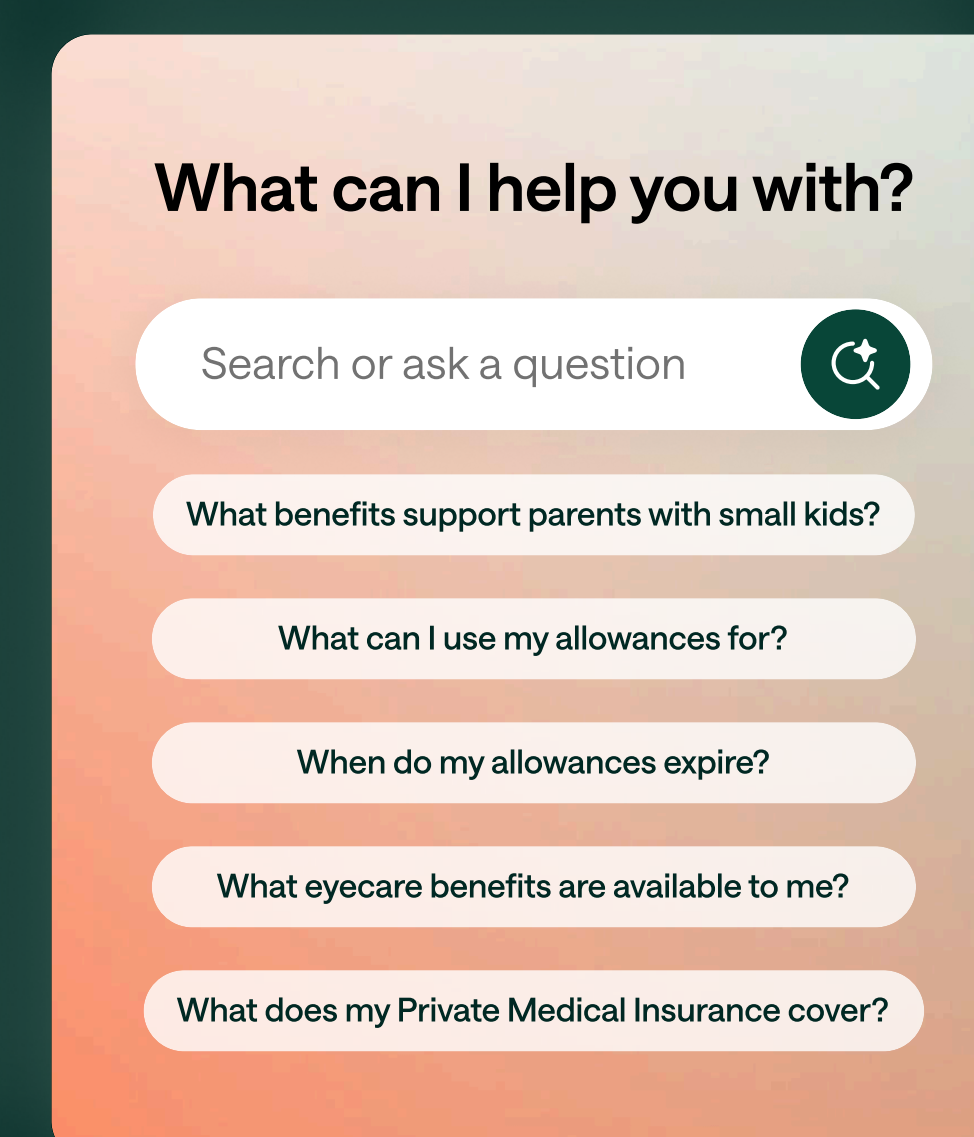 What can I help you with?
Search or ask a question
What benefits support parents with small kids?
What can I use my allowances for?
When do my allowances expire?
What eyecare benefits are available to me?
What does my Private Medical Insurance cover?